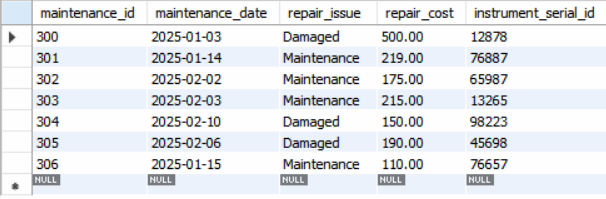 maintenance_id maintenance_date repair_issue repair_cost instrument_serial_id
300 2025-01-03 Damaged 500.00 12878
301 2025-01-14 Maintenance 219.00 76887
302 2025-02-02 Maintenance 175.00 65987
303 2025-02-03 Maintenance 215.00 13265
304 2025-02-10 Damaged 150.00 98223
305 2025-02-06 Damaged 190.00 45698
306 2025-01-15 Maintenance 110.00 76657
NULL NULL NULL NULL NULL